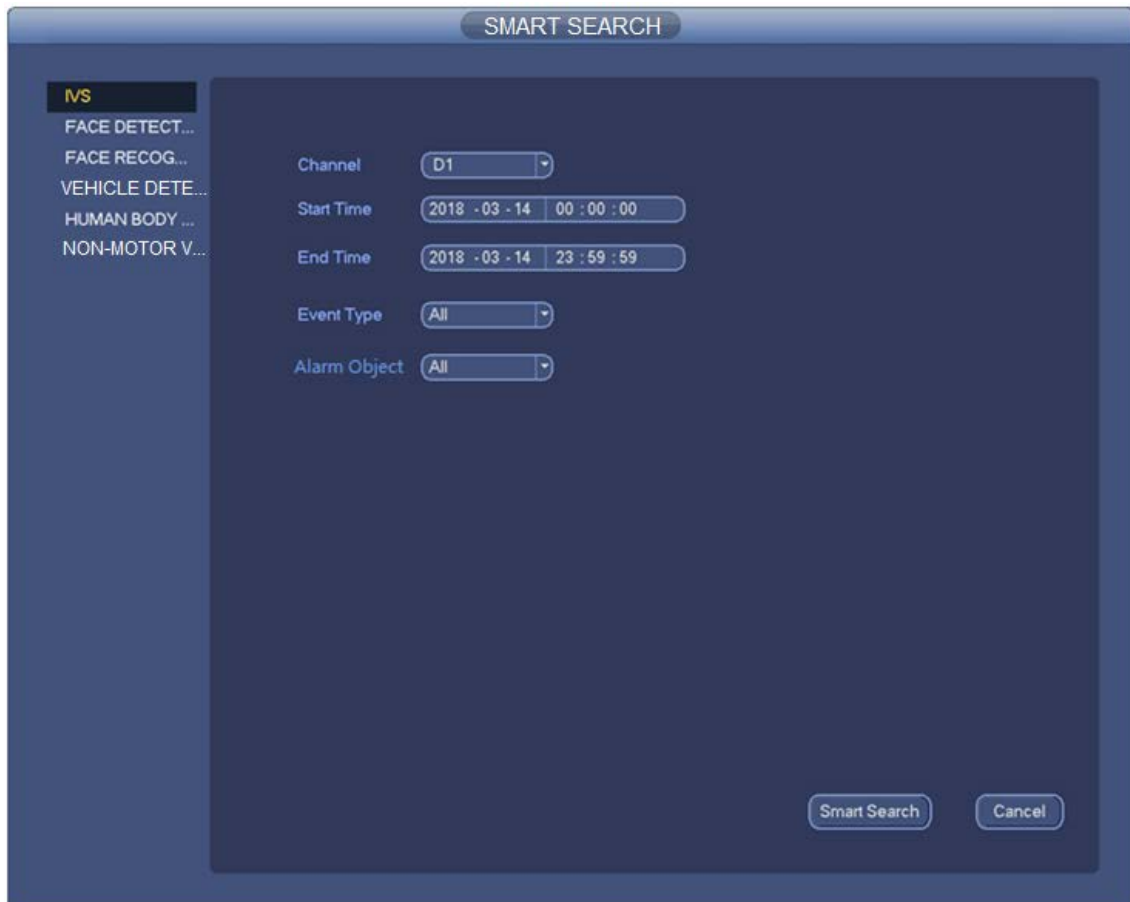 SMART SEARCH
IVS
FACE DETECT...
FACE RECOG...
VEHICLE DETE...
HUMAN BODY ...
NON-MOTOR V...
Channel D1
Start Time 2018 - 03 - 14 00 : 00 : 00
End Time 2018 - 03 - 14 23 : 59 : 59
Event Type All
Alarm Object All
Smart Search Cancel